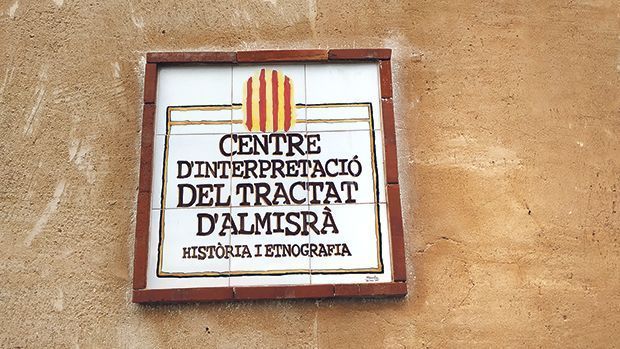 CENTRE
D'INTERPRETACIÓ
DEL TRACTAT
D'ALMISRÀ
HISTÒRIA I ETNOGRAFIA